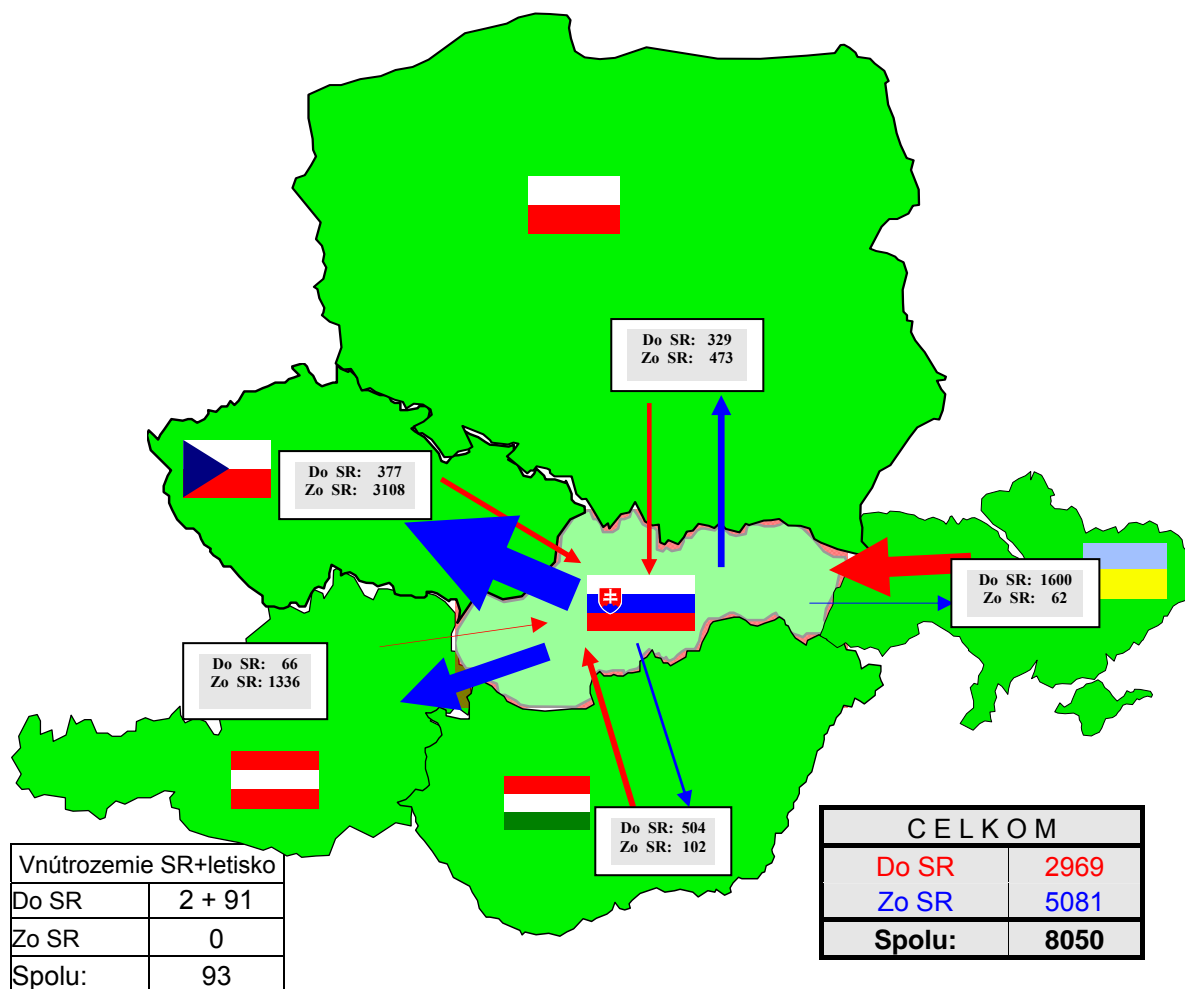 Do SR: 329
Zo SR: 473
Do SR: 377
Zo SR: 3108
Do SR: 1600
Zo SR: 62
Do SR: 66
Zo SR: 1336
Do SR: 504
Zo SR: 102
Vnútrozemie SR+letisko
Do SR 2 + 91
Zo SR 0
Spolu: 93
C E L K O M
Do SR 2969
Zo SR 5081
Spolu: 8050